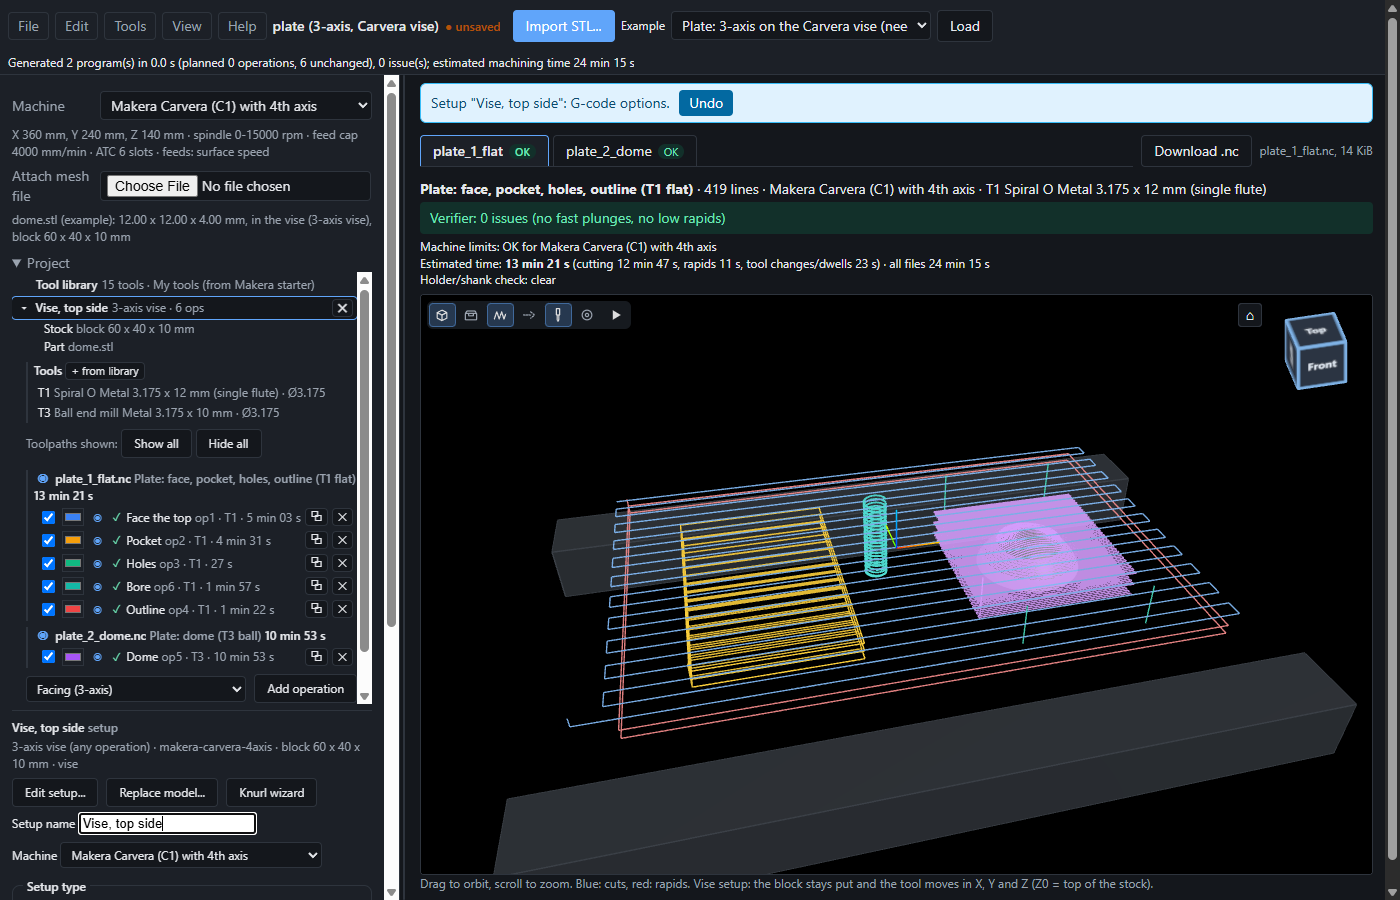 File Edit Tools View Help plate (3-axis, Carvera vise) • unsaved Import STL... Example Plate: 3-axis on the Carvera vise (nee Load
Generated 2 program(s) in 0.0 s (planned 0 operations, 6 unchanged), 0 issue(s); estimated machining time 24 min 15 s
Machine Makera Carvera (C1) with 4th axis
X 360 mm, Y 240 mm, Z 140 mm · spindle 0-15000 rpm · feed cap
4000 mm/min · ATC 6 slots · feeds: surface speed
Attach mesh
file
Choose File No file chosen
dome.stl (example): 12.00 x 12.00 x 4.00 mm, in the vise (3-axis vise),
block 60 x 40 x 10 mm
▼ Project
Tool library 15 tools · My tools (from Makera starter)
Vise, top side 3-axis vise · 6 ops
Stock block 60 x 40 x 10 mm
Part dome.stl
Tools + from library
T1 Spiral O Metal 3.175 x 12 mm (single flute) · Ø3.175
T3 Ball end mill Metal 3.175 x 10 mm · Ø3.175
Toolpaths shown: Show all Hide all
plate_1_flat.nc Plate: face, pocket, holes, outline (T1 flat)
13 min 21 s
✓ Face the top op1 · T1 · 5 min 03 s
✓ Pocket op2 · T1 · 4 min 31 s
✓ Holes op3 · T1 · 27 s
✓ Bore op6 · T1 · 1 min 57 s
✓ Outline op4 · T1 · 1 min 22 s
plate_2_dome.nc Plate: dome (T3 ball) 10 min 53 s
✓ Dome op5 · T3 · 10 min 53 s
Facing (3-axis) Add operation
Vise, top side setup
3-axis vise (any operation) · makera-carvera-4axis · block 60 x 40 x
10 mm · vise
Edit setup... Replace model... Knurl wizard
Setup name Vise, top side
Machine Makera Carvera (C1) with 4th axis
Setup type
Setup "Vise, top side": G-code options. Undo
plate_1_flat OK plate_2_dome OK Download .nc plate_1_flat.nc, 14 KiB
Plate: face, pocket, holes, outline (T1 flat) · 419 lines · Makera Carvera (C1) with 4th axis · T1 Spiral O Metal 3.175 x 12 mm (single flute)
Verifier: 0 issues (no fast plunges, no low rapids)
Machine limits: OK for Makera Carvera (C1) with 4th axis
Estimated time: 13 min 21 s (cutting 12 min 47 s, rapids 11 s, tool changes/dwells 23 s) · all files 24 min 15 s
Holder/shank check: clear
Top
Front
Drag to orbit, scroll to zoom. Blue: cuts, red: rapids. Vise setup: the block stays put and the tool moves in X, Y and Z (Z0 = top of the stock).